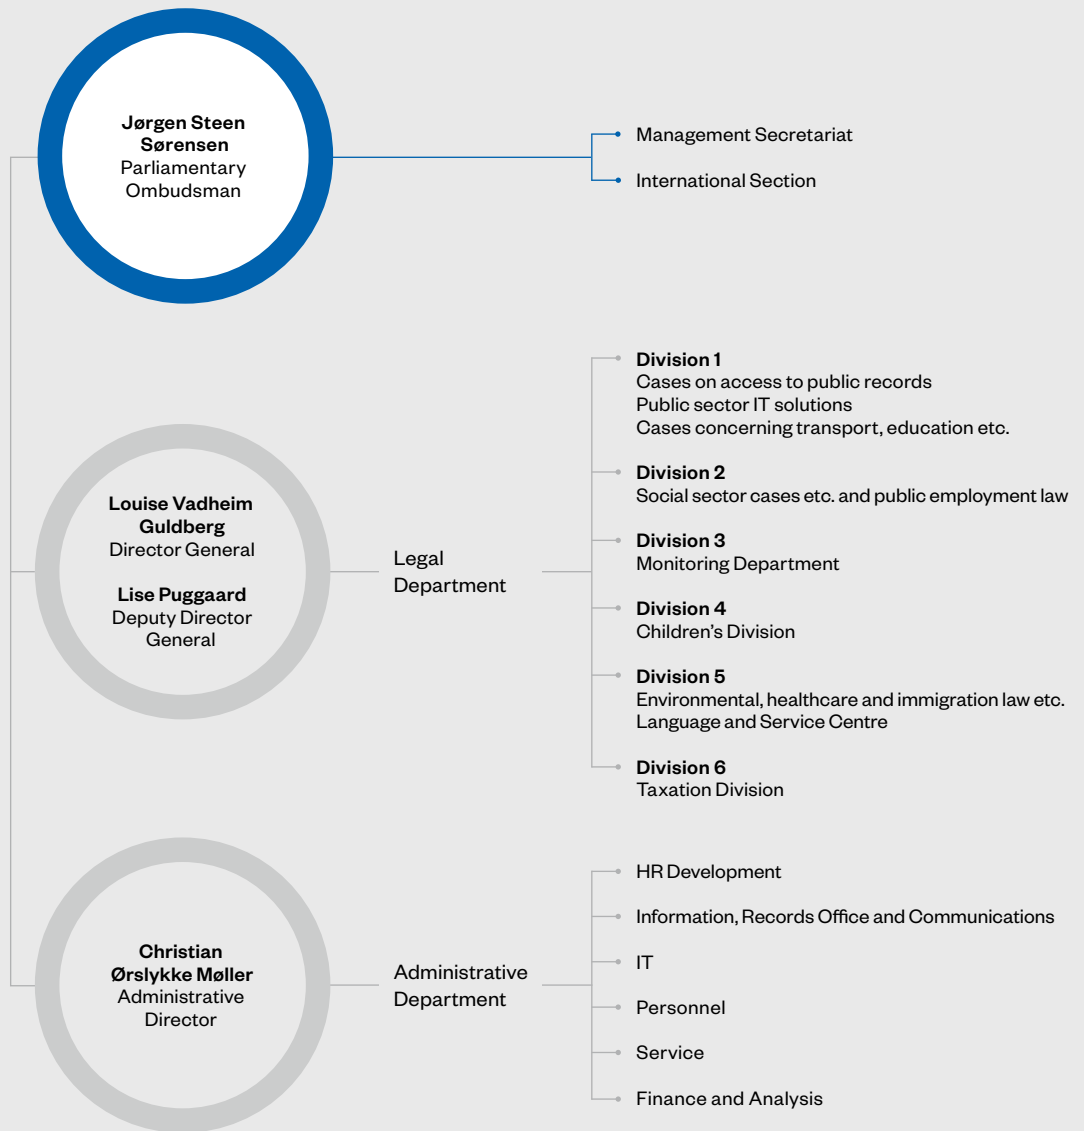 Jørgen Steen
Sørensen
Parliamentary
Ombudsman
Management Secretariat
International Section
Louise Vadheim
Guldberg
Director General
Lise Puggaard
Deputy Director
General
Legal
Department
Division 1
Cases on access to public records
Public sector IT solutions
Cases concerning transport, education etc.
Division 2
Social sector cases etc. and public employment law
Division 3
Monitoring Department
Division 4
Children’s Division
Division 5
Environmental, healthcare and immigration law etc.
Language and Service Centre
Division 6
Taxation Division
Christian
Ørslykke Møller
Administrative
Director
Administrative
Department
HR Development
Information, Records Office and Communications
IT
Personnel
Service
Finance and Analysis